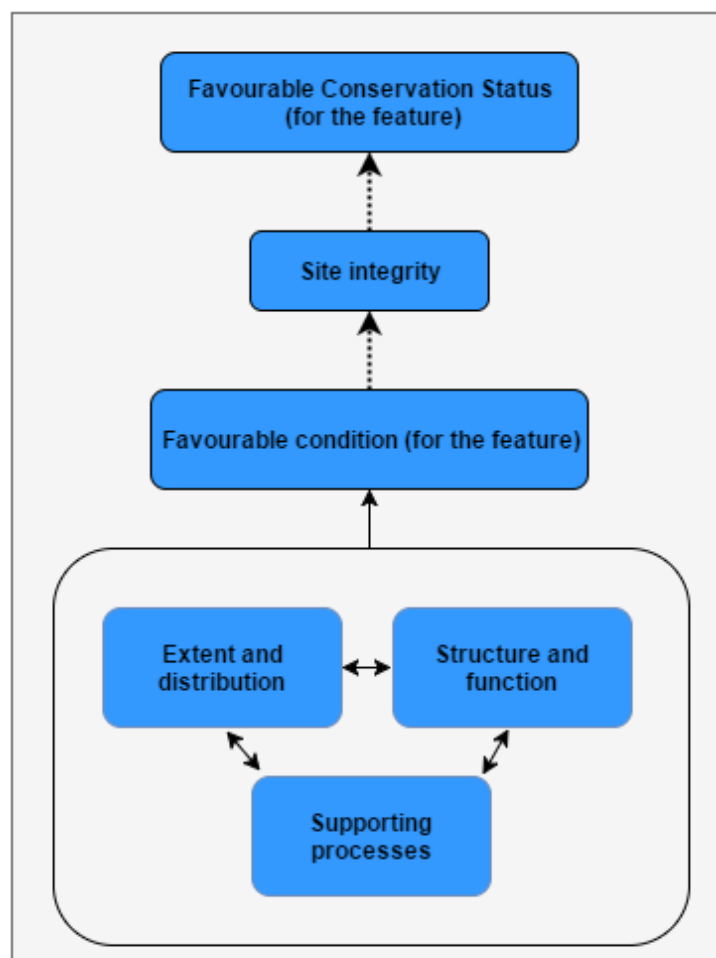 Favourable Conservation Status
(for the feature)
Site integrity
Favourable condition (for the feature)
Extent and
distribution
Structure and
function
Supporting
processes